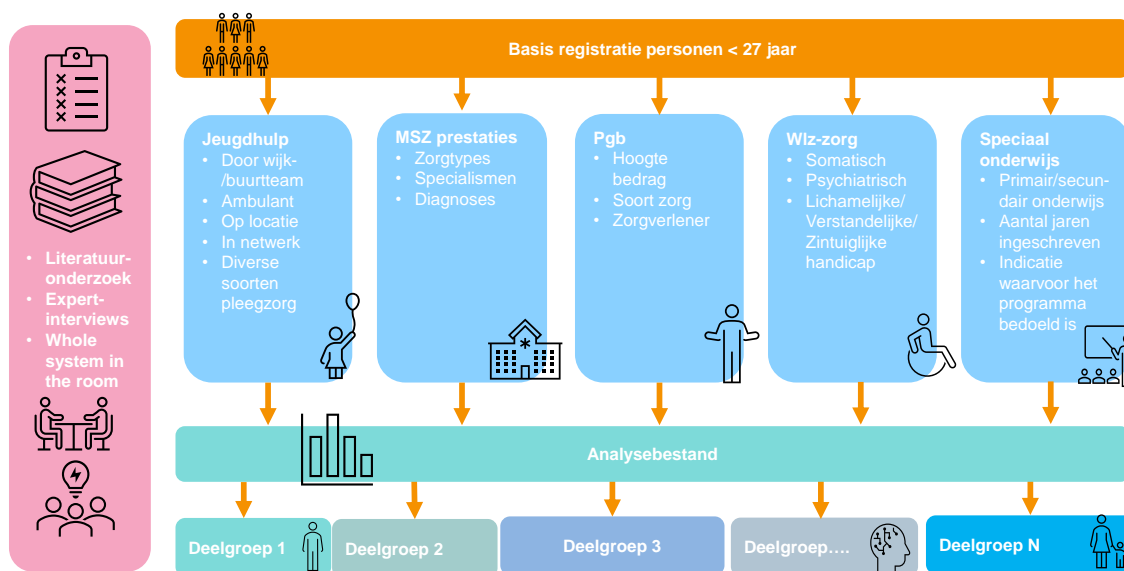 Basis registratie personen < 27 jaar
• Literatuur-
onderzoek
• Expert-
interviews
• Whole
system in
the room
Jeugdhulp
• Door wijk-
/buurtteam
• Ambulant
• Op locatie
• In netwerk
• Diverse
soorten
pleegzorg
MSZ prestaties
• Zorgtypes
• Specialismen
• Diagnoses
Pgb
• Hoogte
bedrag
• Soort zorg
• Zorgverlener
Wlz-zorg
• Somatisch
• Psychiatrisch
• Lichamelijke/
Verstandelijke/
Zintuiglijke
handicap
Speciaal
onderwijs
• Primair/secun-
dair onderwijs
• Aantal jaren
ingeschreven
• Indicatie
waarvoor het
programma
bedoeld is
Analysebestand
Deelgroep 1
Deelgroep 2
Deelgroep 3
Deelgroep....
Deelgroep N